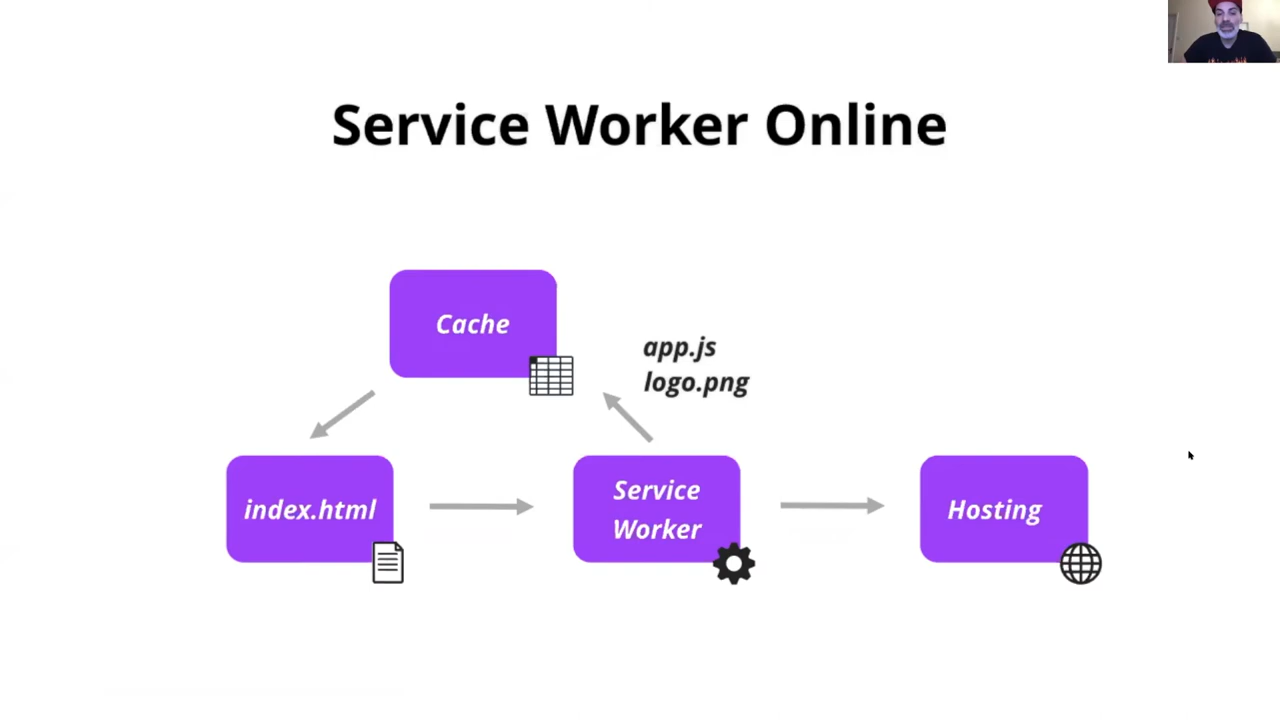 Service Worker Online
Cache
app.js
logo.png
index.html
Service
Worker
Hosting